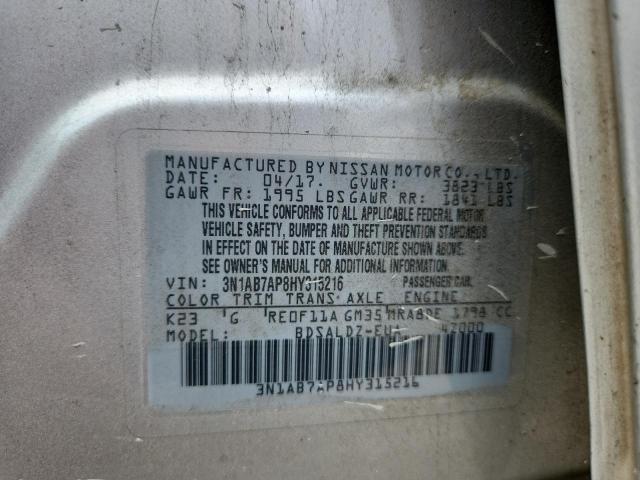 MANUFACTURED BY NISSAN MOTOR CO., LTD.
DATE: 04/17. GVWR: 3823 LBS
GAWR FR: 1995 LBS GAWR RR: 1841 LBS
THIS VEHICLE CONFORMS TO ALL APPLICABLE FEDERAL MOTOR
VEHICLE SAFETY, BUMPER AND THEFT PREVENTION STANDARDS
IN EFFECT ON THE DATE OF MANUFACTURE SHOWN ABOVE.
SEE OWNER'S MANUAL FOR ADDITIONAL INFORMATION.
VIN: 3N1AB7AP8HY315216 PASSENGER CAR.
COLOR TRIM TRANS AXLE ENGINE
K23 G RE0F11A GM35 MRA8DE 1798 CC
MODEL: 42000
3N1AB7AP8HY315216